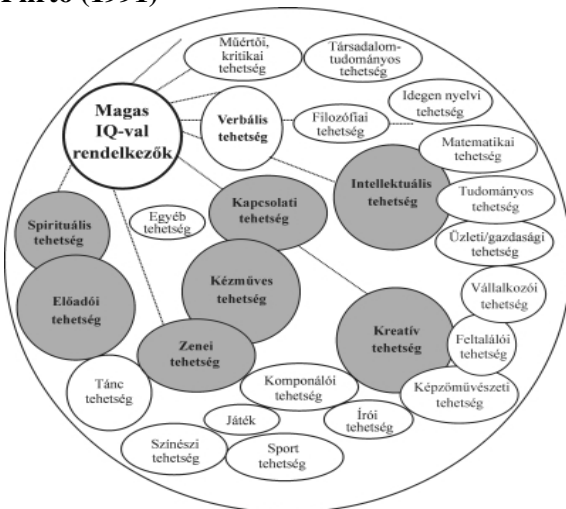 Piirto (1991)
Műértői,
kritikai
tehetség
Társadalom-
tudományos
tehetség
Magas
IQ-val
rendelkezők
Verbális
tehetség
Filozófiai
tehetség
Idegen nyelvi
tehetség
Matematikai
tehetség
Intellektuális
tehetség
Tudományos
tehetség
Kapcsolati
tehetség
Egyéb
tehetség
Spirituális
tehetség
Üzleti/gazdasági
tehetség
Kézműves
tehetség
Vállalkozói
tehetség
Előadói
tehetség
Kreatív
tehetség
Feltalálói
tehetség
Zenei
tehetség
Tánc
tehetség
Komponálói
tehetség
Képzőművészeti
tehetség
Játék
Írói
tehetség
Színészi
tehetség
Sport
tehetség